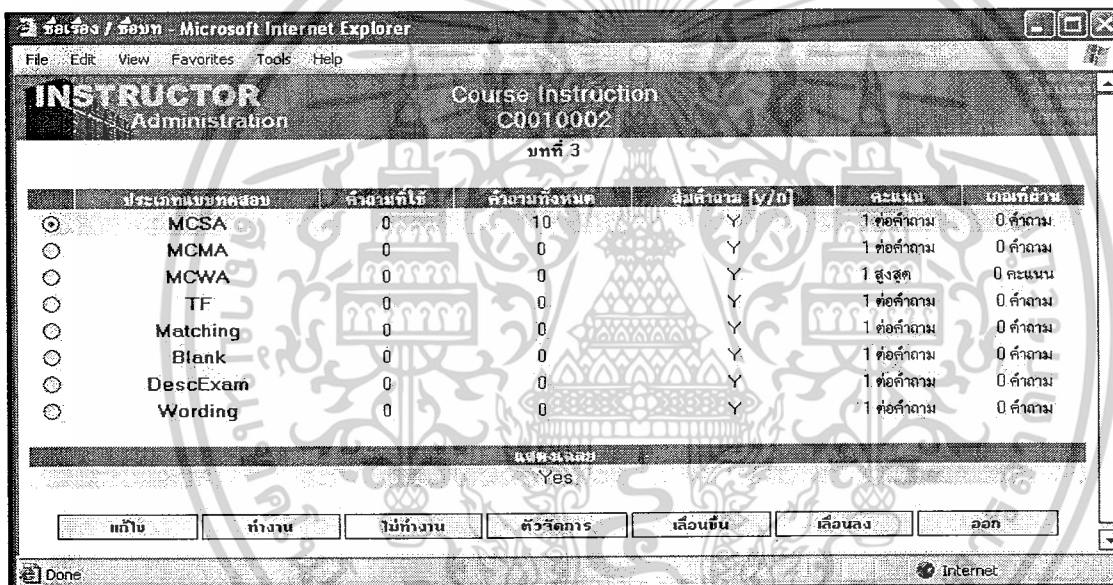 ชื่อเรื่อง / ชื่อบท - Microsoft Internet Explorer
File Edit View Favorites Tools Help
INSTRUCTOR Course Instruction
Administration C0010002
บทที่ 3
ประเภทแบบทดสอบ คำถามที่ใช้ คำถามทั้งหมด สุ่มคำถาม [y/n] คะแนน เกณฑ์ผ่าน
MCSA 0 10 Y 1 ต่อคำถาม 0 คำถาม
MCMA 0 0 Y 1 ต่อคำถาม 0 คำถาม
MCWA 0 0 Y 1 สูงสุด 0 คะแนน
TF 0 0 Y 1 ต่อคำถาม 0 คำถาม
Matching 0 0 Y 1 ต่อคำถาม 0 คำถาม
Blank 0 0 Y 1 ต่อคำถาม 0 คำถาม
DescExam 0 0 Y 1 ต่อคำถาม 0 คำถาม
Wording 0 0 Y 1 ต่อคำถาม 0 คำถาม
แสดงเฉลย
Yes
แก้ไข ทำงาน ไม่ทำงาน ตัวจัดการ เลื่อนขึ้น เลื่อนลง ออก
Done Internet